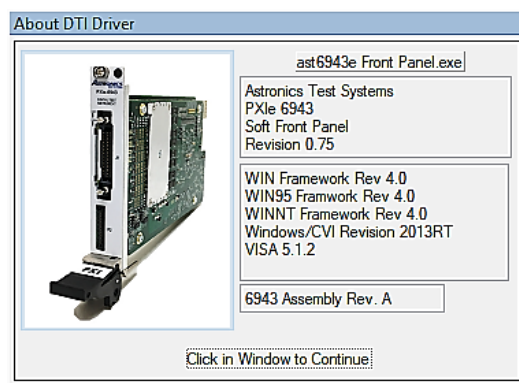 About DTI Driver
ast6943e Front Panel.exe
Astronics Test Systems
PXIe 6943
Soft Front Panel
Revision 0.75
WIN Framework Rev 4.0
WIN95 Framwork Rev 4.0
WINNT Framework Rev 4.0
Windows/CVI Revision 2013RT
VISA 5.1.2
6943 Assembly Rev. A
Click in Window to Continue